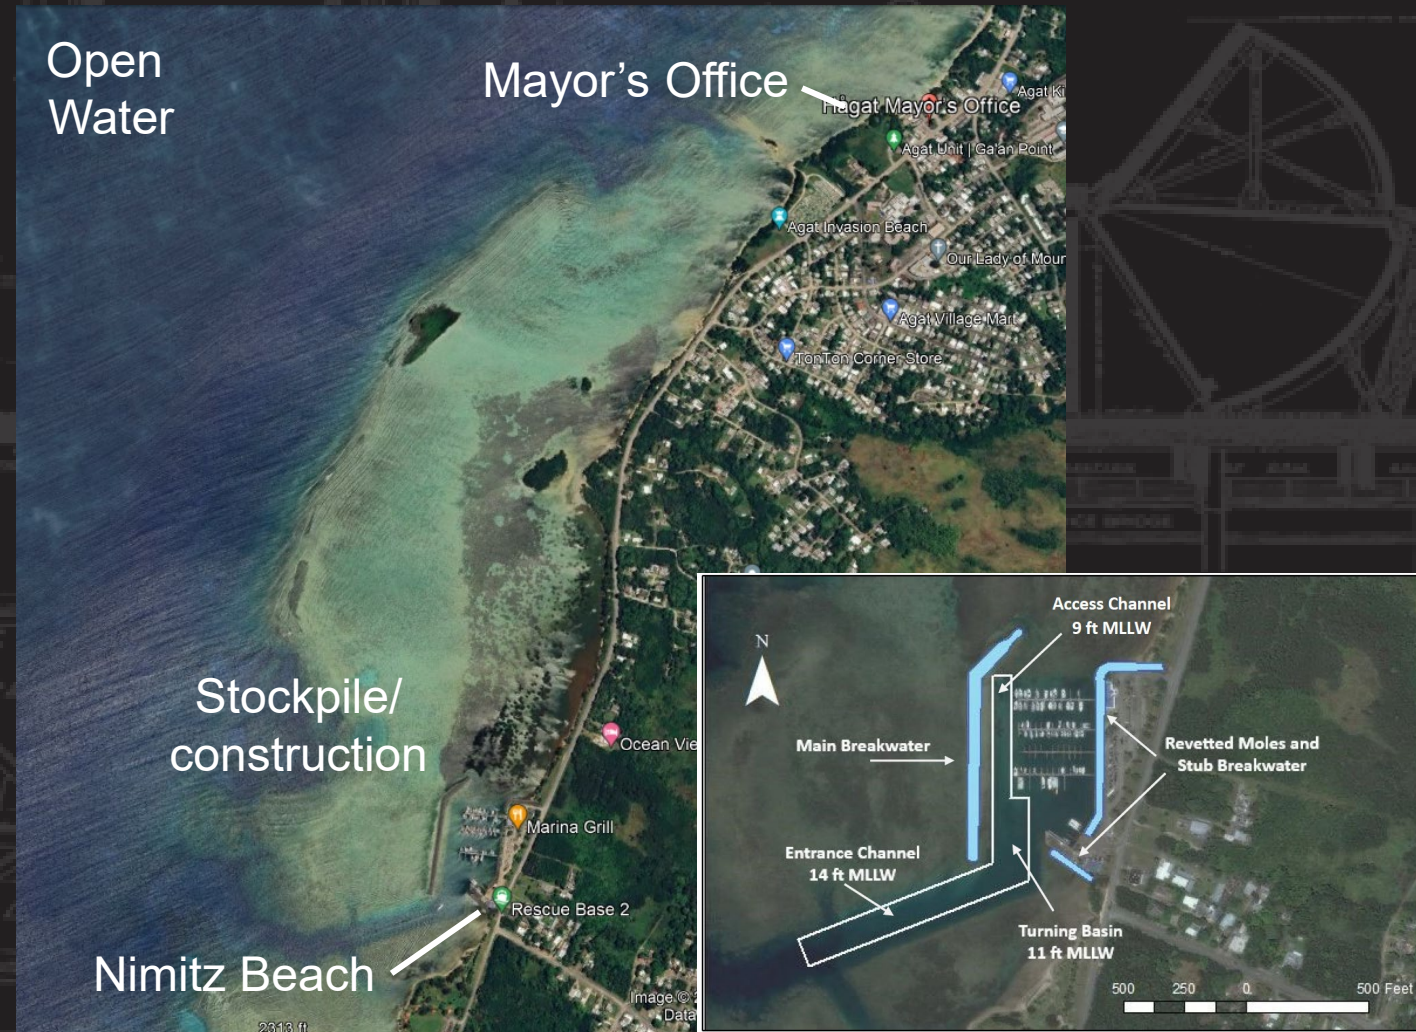 Open
Water
Mayor's Office
Hågat Mayor's Office
Agat Ki
Agat Unit | Ga'an Point
Agat Invasion Beach
Our Lady of Moun
Agat Village Mart
TonTon Corner Store
Stockpile/
construction
Ocean Vie
Marina Grill
Rescue Base 2
Nimitz Beach
Image ©
Data
2313 ft
Access Channel
9 ft MLLW
N
Main Breakwater
Revetted Moles and
Stub Breakwater
Entrance Channel
14 ft MLLW
Turning Basin
11 ft MLLW
500 250 0 500 Feet